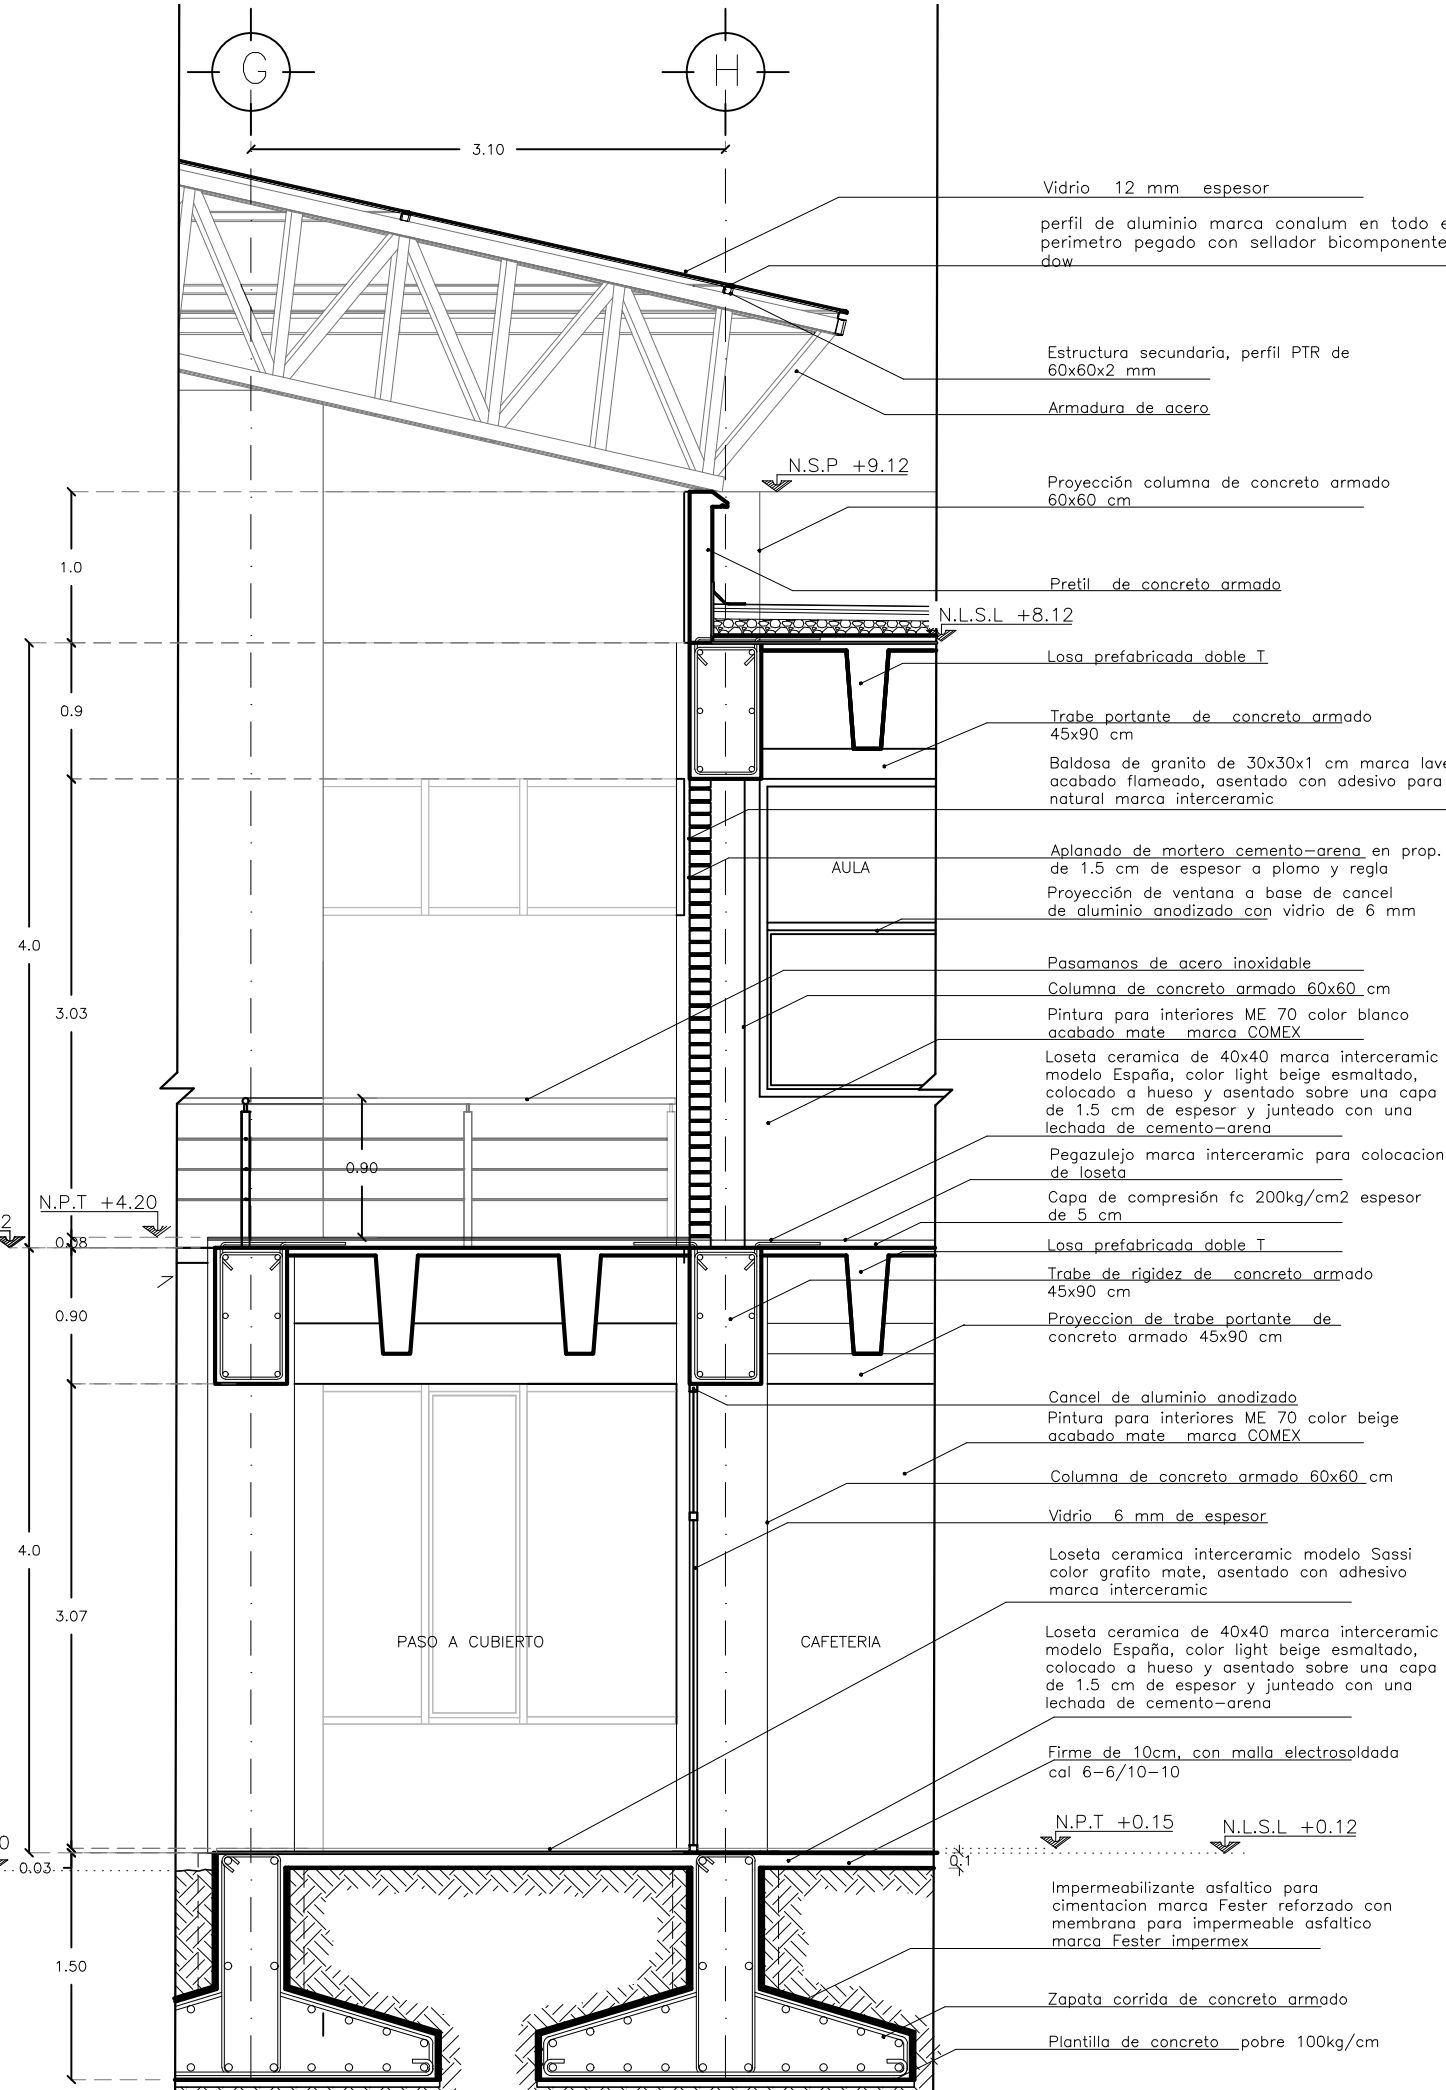 G
H
3.10
Vidrio 12 mm espesor
perfil de aluminio marca conalum en todo e
perimetro pegado con sellador bicomponente
dow
Estructura secundaria, perfil PTR de
60x60x2 mm
Armadura de acero
N.S.P +9.12
Proyección columna de concreto armado
60x60 cm
1.0
Pretil de concreto armado
N.L.S.L +8.12
Losa prefabricada doble T
0.9
Trabe portante de concreto armado
45x90 cm
Baldosa de granito de 30x30x1 cm marca lave
acabado flameado, asentado con adesivo para
natural marca interceramic
Aplanado de mortero cemento-arena en prop.
de 1.5 cm de espesor a plomo y regla
AULA
Proyección de ventana a base de cancel
de aluminio anodizado con vidrio de 6 mm
4.0
Pasamanos de acero inoxidable
Columna de concreto armado 60x60 cm
3.03
Pintura para interiores ME 70 color blanco
acabado mate marca COMEX
Loseta ceramica de 40x40 marca interceramic
modelo España, color light beige esmaltado,
colocado a hueso y asentado sobre una capa
de 1.5 cm de espesor y junteado con una
lechada de cemento-arena
0.90
Pegazulejo marca interceramic para colocacion
de loseta
N.P.T +4.20
2
Capa de compresión fc 200kg/cm2 espesor
de 5 cm
0.08
Losa prefabricada doble T
Trabe de rigidez de concreto armado
45x90 cm
0.90
Proyeccion de trabe portante de
concreto armado 45x90 cm
Cancel de aluminio anodizado
Pintura para interiores ME 70 color beige
acabado mate marca COMEX
Columna de concreto armado 60x60 cm
Vidrio 6 mm de espesor
4.0
Loseta ceramica interceramic modelo Sassi
color grafito mate, asentado con adhesivo
marca interceramic
3.07
PASO A CUBIERTO
CAFETERIA
Loseta ceramica de 40x40 marca interceramic
modelo España, color light beige esmaltado,
colocado a hueso y asentado sobre una capa
de 1.5 cm de espesor y junteado con una
lechada de cemento-arena
Firme de 10cm, con malla electrosoldada
cal 6-6/10-10
N.P.T +0.15
N.L.S.L +0.12
0
0.03
0.1
Impermeabilizante asfaltico para
cimentacion marca Fester reforzado con
membrana para impermeable asfaltico
marca Fester impermex
1.50
Zapata corrida de concreto armado
Plantilla de concreto pobre 100kg/cm